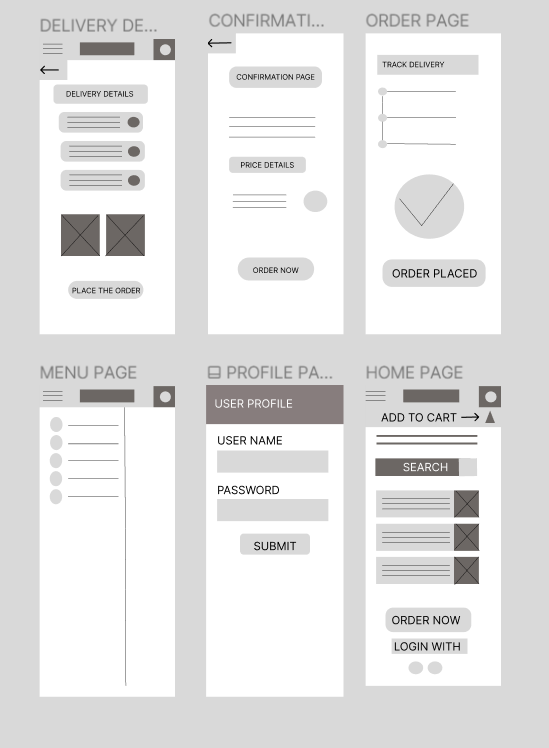 DELIVERY DE...
CONFIRMATI...
ORDER PAGE
DELIVERY DETAILS
PLACE THE ORDER
CONFIRMATION PAGE
PRICE DETAILS
ORDER NOW
TRACK DELIVERY
ORDER PLACED
MENU PAGE
PROFILE PA...
HOME PAGE
USER PROFILE
USER NAME
PASSWORD
SUBMIT
ADD TO CART
SEARCH
ORDER NOW
LOGIN WITH